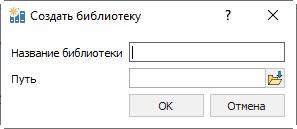 Создать библиотеку
Название библиотеки
Путь
OK
Отмена